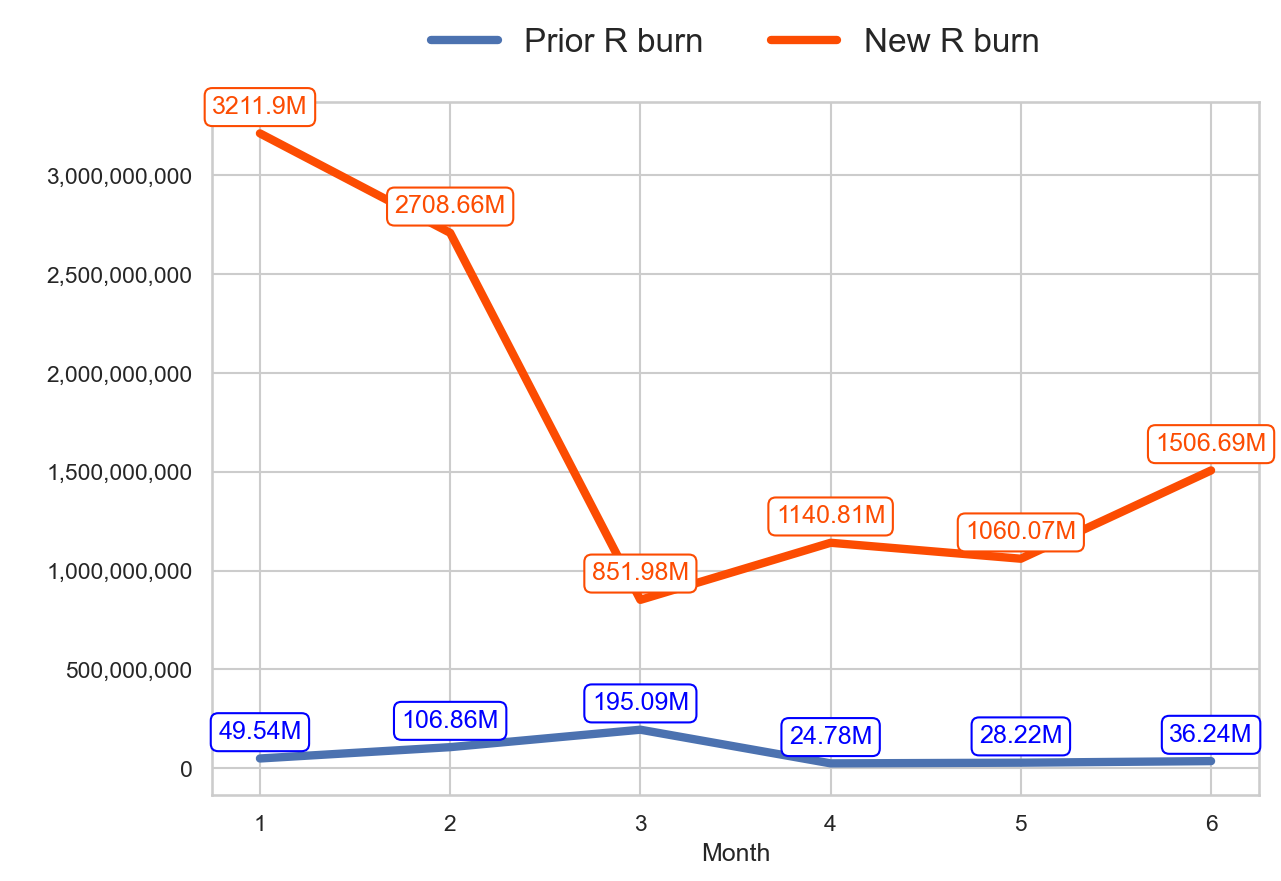 Prior R burn New R burn
3211.9M
3,000,000,000
2708.66M
2,500,000,000
2,000,000,000
1,500,000,000
1506.69M
1140.81M
1060.07M
1,000,000,000
851.98M
500,000,000
49.54M 106.86M 195.09M 24.78M 28.22M 36.24M
0
1 2 3 4 5 6
Month